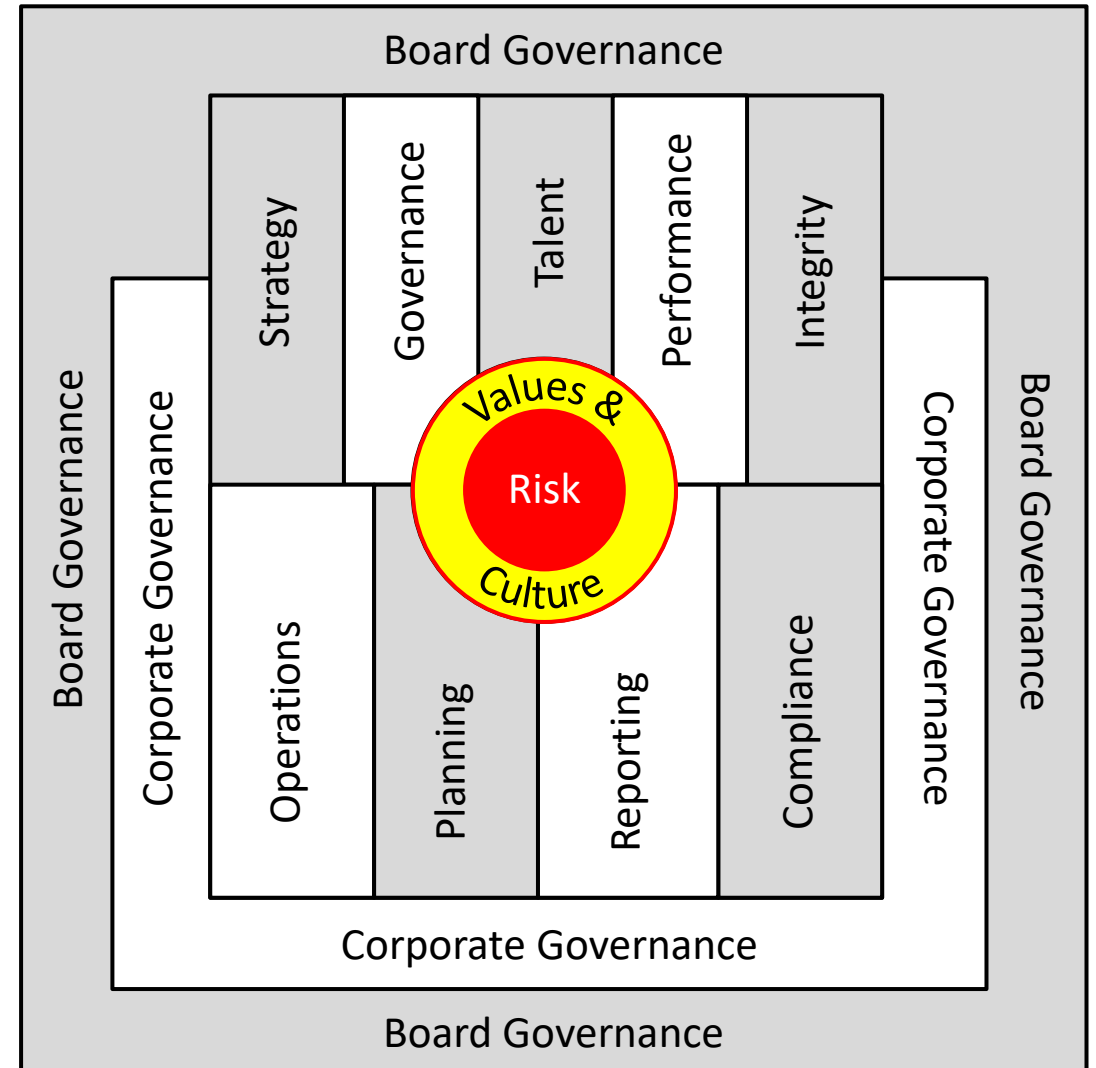 Board Governance
Strategy
Governance
Talent
Performance
Integrity
Board Governance
Corporate Governance
Values &
Risk
Culture
Corporate Governance
Board Governance
Operations
Planning
Reporting
Compliance
Corporate Governance
Board Governance